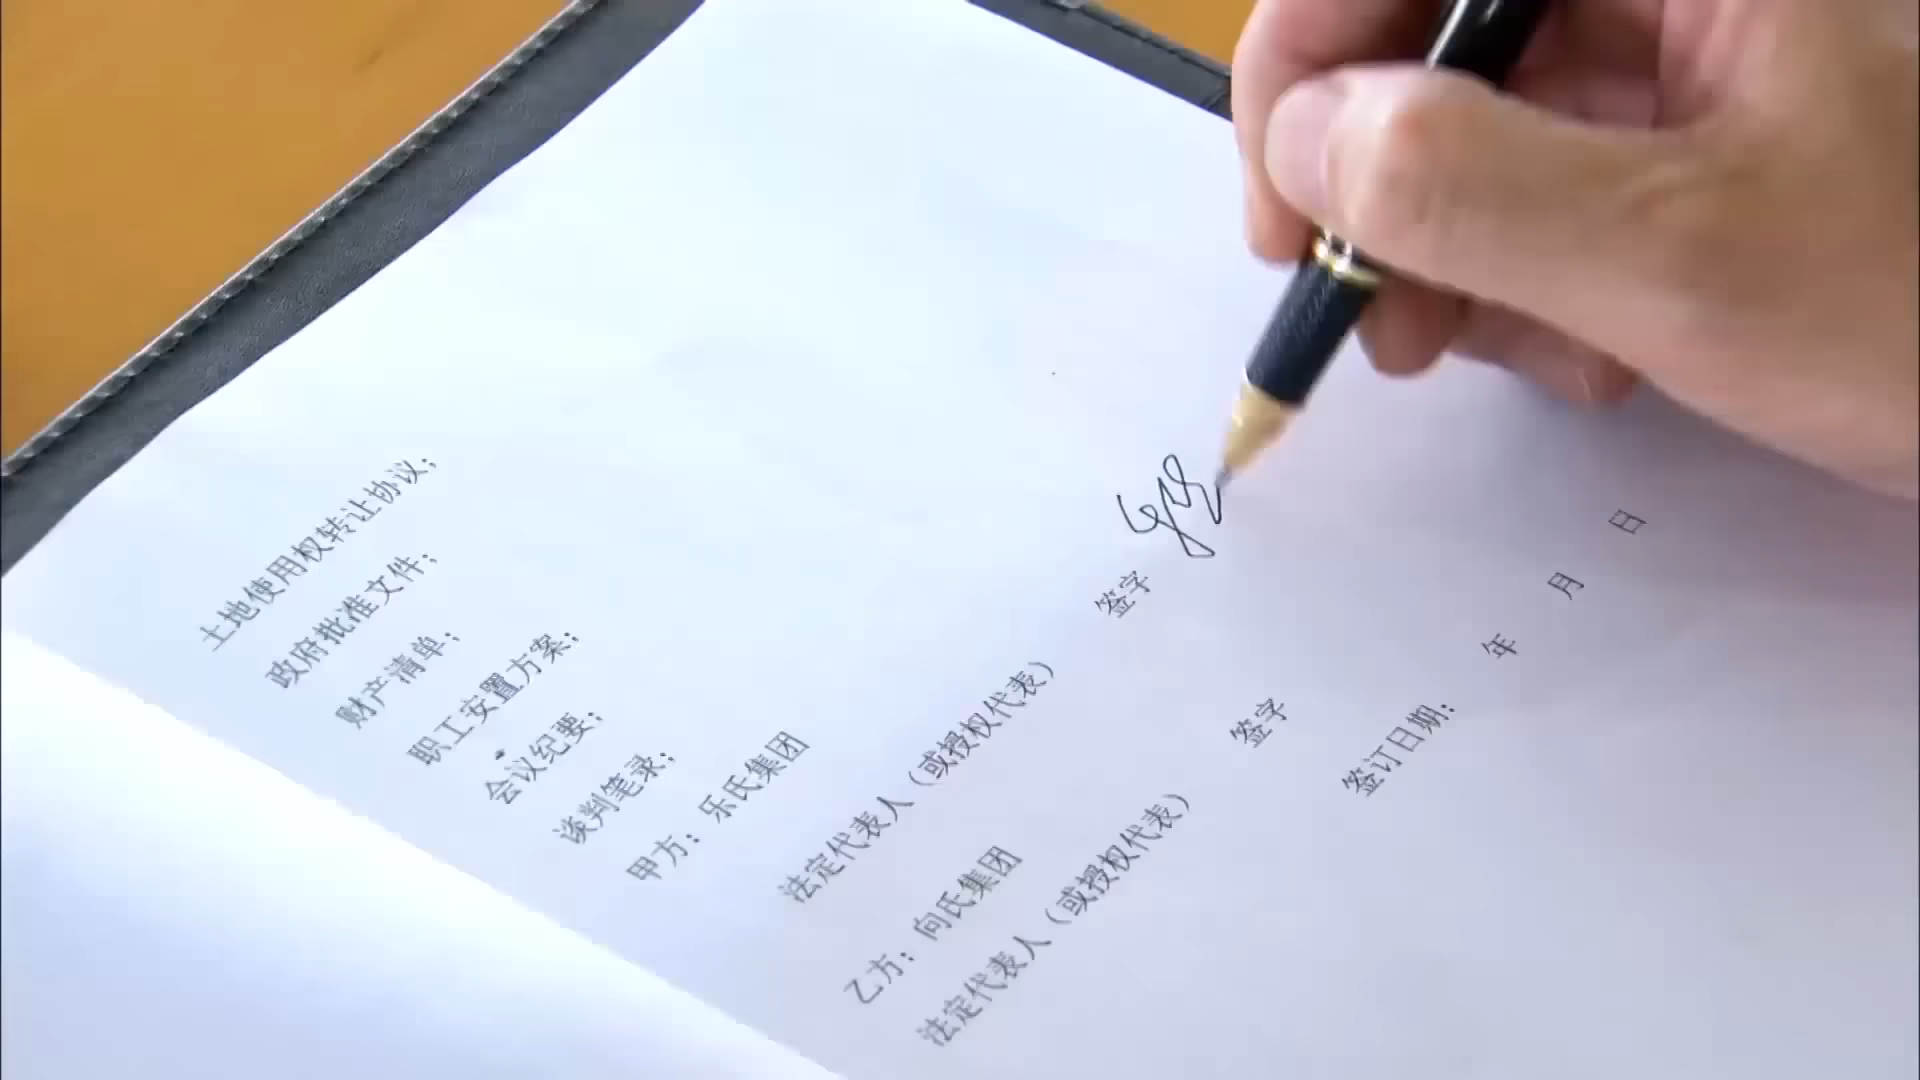 土地使用权转让协议;
政府批准文件;
财产清单;
职工安置方案;
会议纪要;
谈判笔录;
甲方: 乐氏集团
法定代表人（或授权代表） 签字
乙方: 向氏集团
法定代表人（或授权代表） 签字
签订日期: 年 月 日